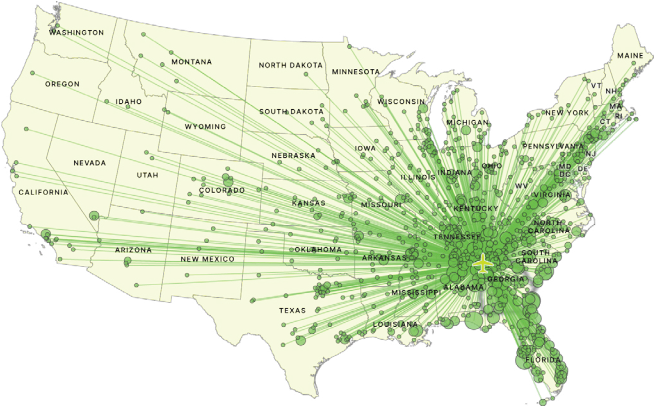 WASHINGTON
MAINE
MONTANA
NORTH DAKOTA
MINNESOTA
VT
NH
OREGON
IDAHO
WISCONSIN
MA
SOUTH DAKOTA
NEW YORK
RI
WYOMING
MICHIGAN
CT
IOWA
PENNSYLVANIA
NEBRASKA
NJ
NEVADA
OHIO
MD
DE
UTAH
ILLINOIS
INDIANA
DC
CALIFORNIA
COLORADO
WV
VIRGINIA
KANSAS
MISSOURI
KENTUCKY
NORTH
CAROLINA
TENNESSEE
ARIZONA
OKLAHOMA
ARKANSAS
SOUTH
CAROLINA
NEW MEXICO
GEORGIA
MISSISSIPPI
ALABAMA
TEXAS
LOUISIANA
FLORIDA